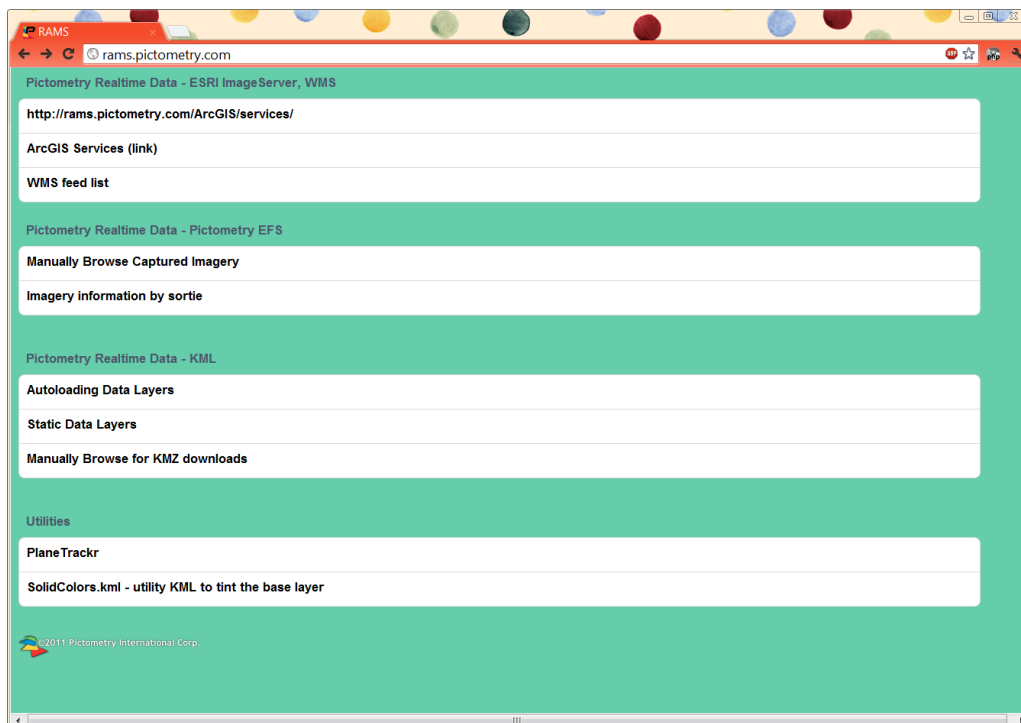 RAMS
rams.pictometry.com
ABP
php
Pictometry Realtime Data - ESRI ImageServer, WMS
http://rams.pictometry.com/ArcGIS/services/
ArcGIS Services (link)
WMS feed list
Pictometry Realtime Data - Pictometry EFS
Manually Browse Captured Imagery
Imagery information by sortie
Pictometry Realtime Data - KML
Autoloading Data Layers
Static Data Layers
Manually Browse for KMZ downloads
Utilities
PlaneTrackr
SolidColors.kml - utility KML to tint the base layer
©2011 Pictometry International Corp.